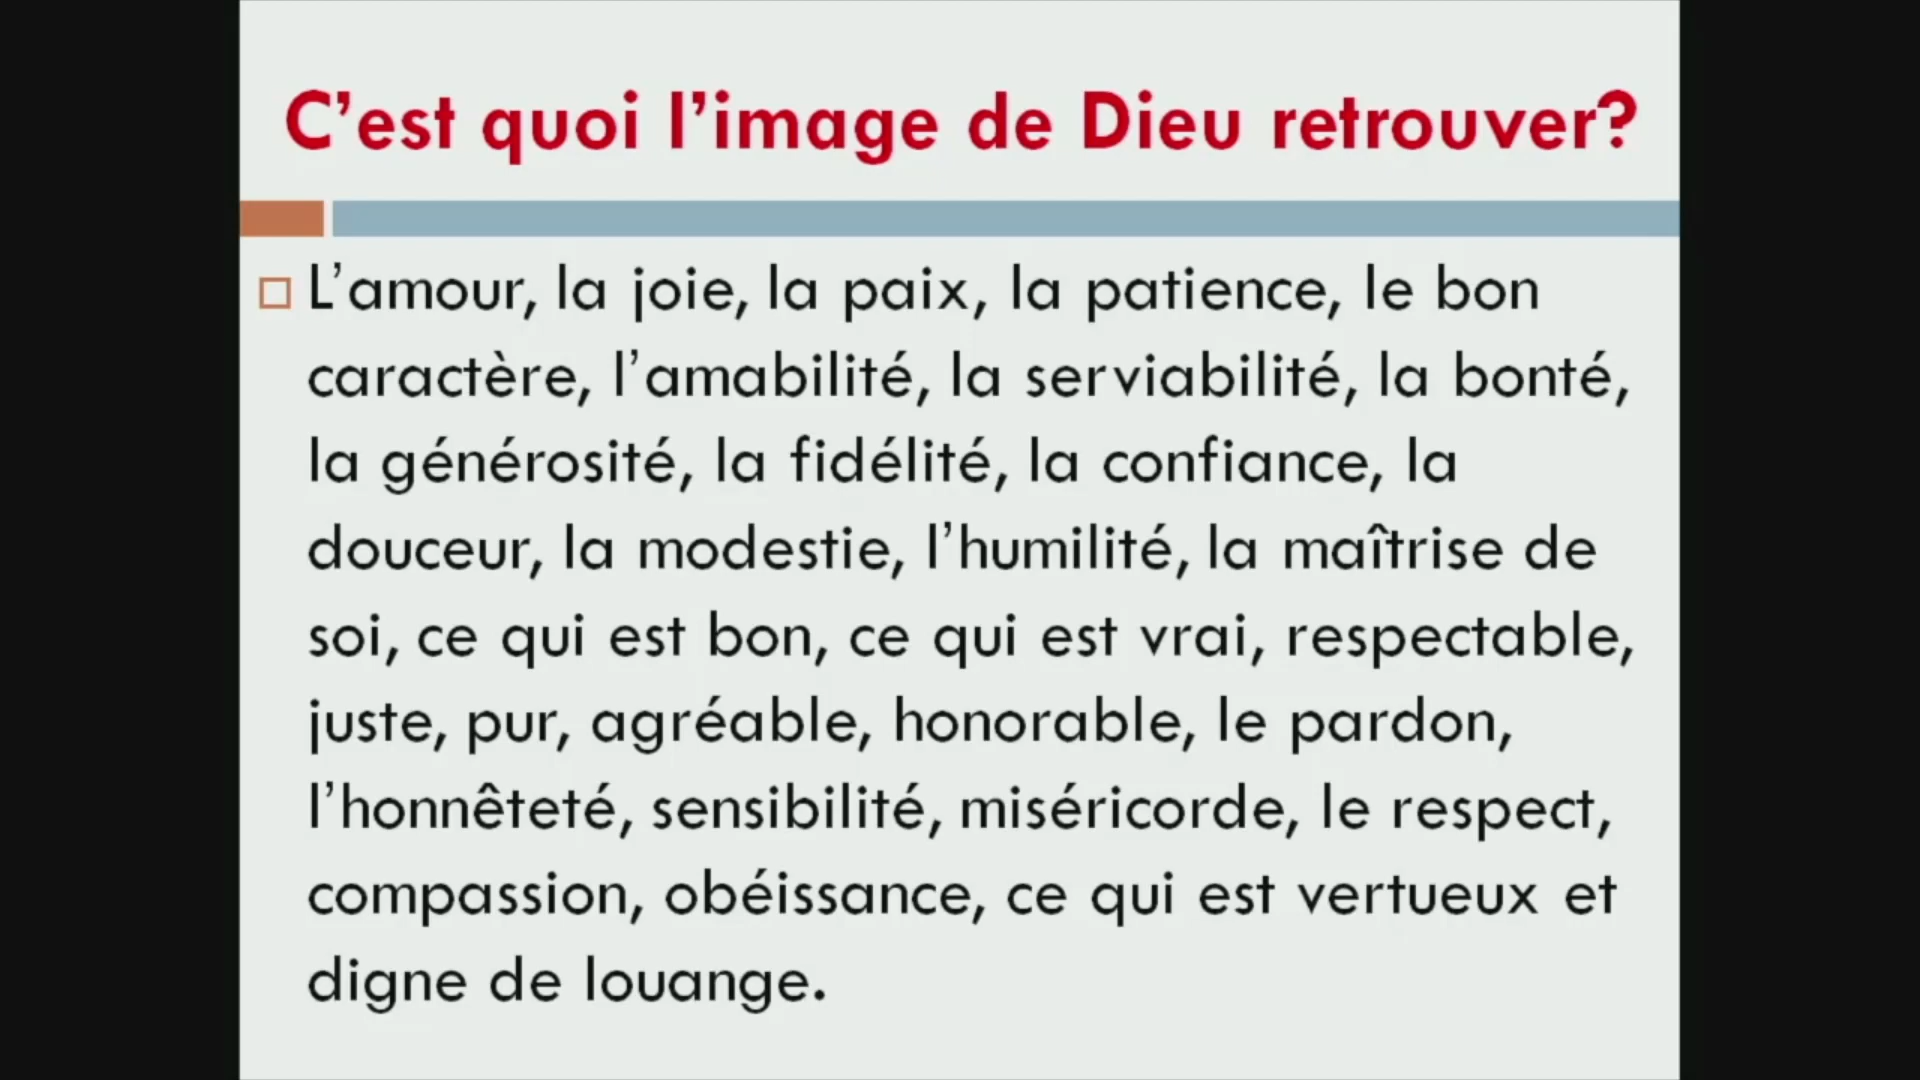 C’est quoi l’image de Dieu retrouver?
L’amour, la joie, la paix, la patience, le bon
caractère, l’amabilité, la serviabilité, la bonté,
la générosité, la fidélité, la confiance, la
douceur, la modestie, l’humilité, la maîtrise de
soi, ce qui est bon, ce qui est vrai, respectable,
juste, pur, agréable, honorable, le pardon,
l’honnêteté, sensibilité, miséricorde, le respect,
compassion, obéissance, ce qui est vertueux et
digne de louange.